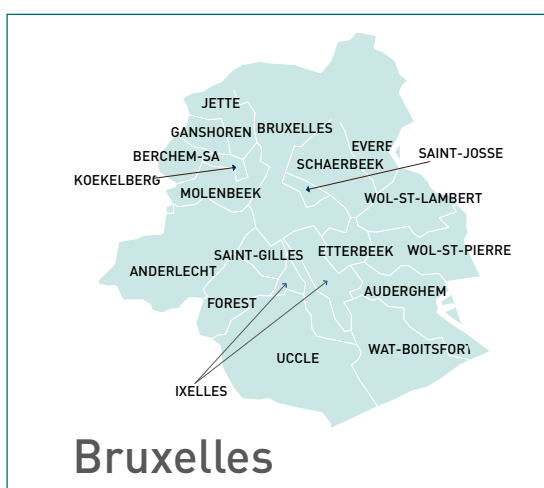 JETTE
GANSHOREN
BRUXELLES
EVERE
BERCHEM-SA
SCHAERBEEK
SAINT-JOSSE
KOEKELBERG
MOLENBEEK
WOL-ST-LAMBERT
SAINT-GILLES
ETTERBEEK
WOL-ST-PIERRE
ANDERLECHT
AUDERGHEM
FOREST
UCCLE
WAT-BOITSFORT
IXELLES
Bruxelles